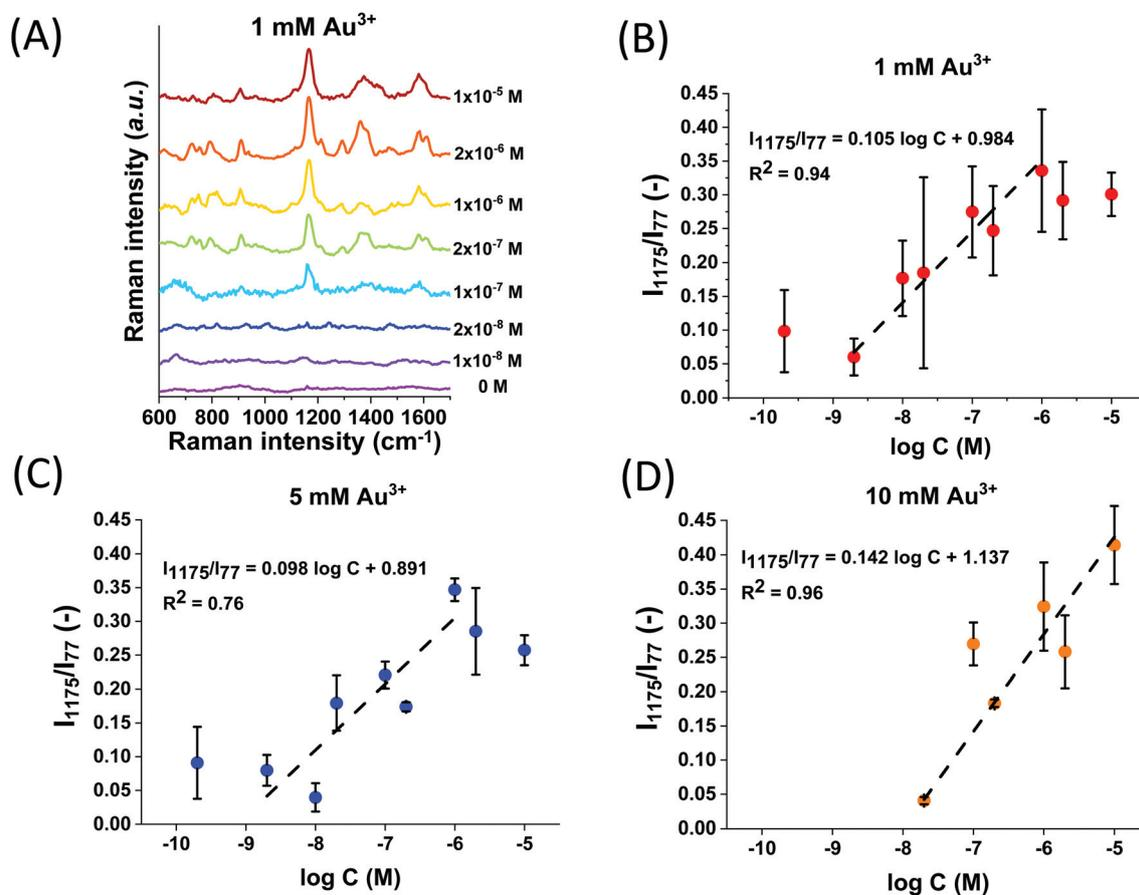 (A)
1 mM Au³⁺
Raman intensity (a.u.)
1x10⁻⁵ M
2x10⁻⁶ M
1x10⁻⁶ M
2x10⁻⁷ M
1x10⁻⁷ M
2x10⁻⁸ M
1x10⁻⁸ M
0 M
600 800 1000 1200 1400 1600
Raman intensity (cm⁻¹)
(B)
1 mM Au³⁺
I₁₁₇₅/I₇₇ = 0.105 log C + 0.984
R² = 0.94
I₁₁₇₅/I₇₇ (-)
0.45
0.40
0.35
0.30
0.25
0.20
0.15
0.10
0.05
0.00
-10 -9 -8 -7 -6 -5
log C (M)
(C)
5 mM Au³⁺
I₁₁₇₅/I₇₇ = 0.098 log C + 0.891
R² = 0.76
I₁₁₇₅/I₇₇ (-)
0.45
0.40
0.35
0.30
0.25
0.20
0.15
0.10
0.05
0.00
-10 -9 -8 -7 -6 -5
log C (M)
(D)
10 mM Au³⁺
I₁₁₇₅/I₇₇ = 0.142 log C + 1.137
R² = 0.96
I₁₁₇₅/I₇₇ (-)
0.45
0.40
0.35
0.30
0.25
0.20
0.15
0.10
0.05
0.00
-10 -9 -8 -7 -6 -5
log C (M)